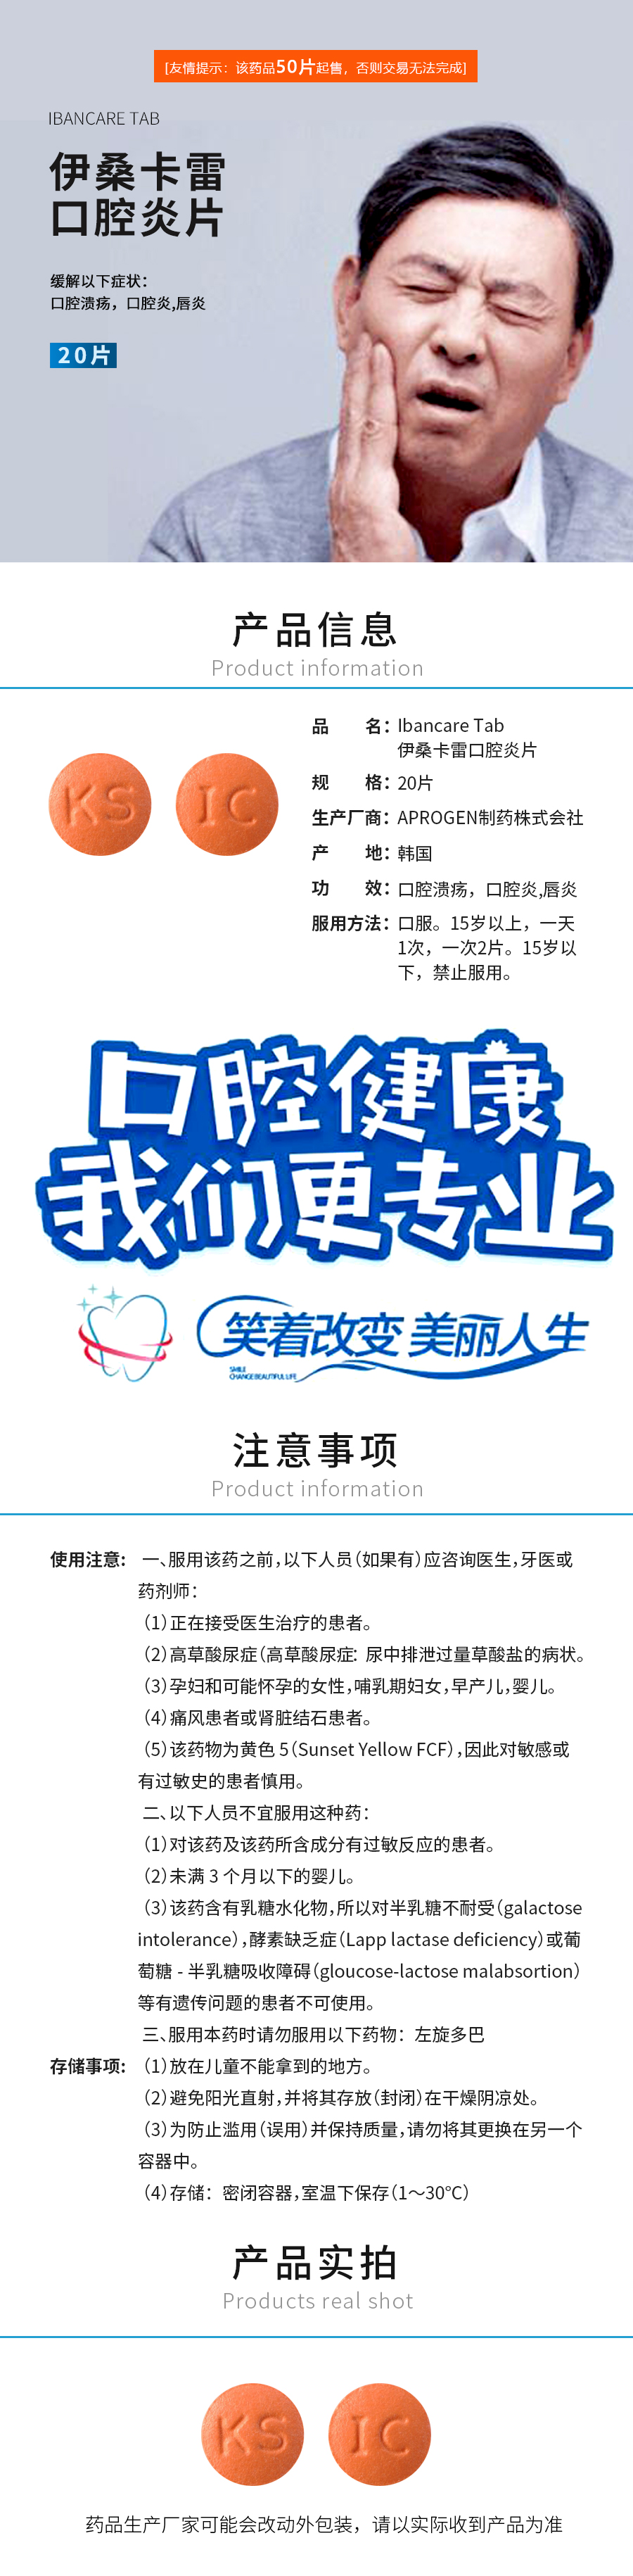 [友情提示：该药品50片起售，否则交易无法完成]
IBANCARE TAB
伊桑卡雷
口腔炎片
缓解以下症状：
口腔溃疡，口腔炎,唇炎
20片
产品信息
Product information
KS IC
品 名：Ibancare Tab
伊桑卡雷口腔炎片
规 格：20片
生产厂商：APROGEN制药株式会社
产 地：韩国
功 效：口腔溃疡，口腔炎,唇炎
服用方法：口服。15岁以上，一天
1次，一次2片。15岁以
下，禁止服用。
口腔健康
我们更专业
笑着改变 美丽人生
SMILE
CHANGE BEAUTIFUL LIFE
注意事项
Product information
使用注意： 一、服用该药之前，以下人员（如果有）应咨询医生，牙医或
药剂师：
（1）正在接受医生治疗的患者。
（2）高草酸尿症（高草酸尿症：尿中排泄过量草酸盐的病状。
（3）孕妇和可能怀孕的女性，哺乳期妇女，早产儿，婴儿。
（4）痛风患者或肾脏结石患者。
（5）该药物为黄色 5（Sunset Yellow FCF），因此对敏感或
有过敏史的患者慎用。
二、以下人员不宜服用这种药：
（1）对该药及该药所含成分有过敏反应的患者。
（2）未满 3 个月以下的婴儿。
（3）该药含有乳糖水化物，所以对半乳糖不耐受（galactose
intolerance），酵素缺乏症（Lapp lactase deficiency）或葡
萄糖 - 半乳糖吸收障碍（gloucose-lactose malabsortion）
等有遗传问题的患者不可使用。
三、服用本药时请勿服用以下药物：左旋多巴
存储事项：（1）放在儿童不能拿到的地方。
（2）避免阳光直射，并将其存放（封闭）在干燥阴凉处。
（3）为防止滥用（误用）并保持质量，请勿将其更换在另一个
容器中。
（4）存储：密闭容器，室温下保存（1～30℃）
产品实拍
Products real shot
KS IC
药品生产厂家可能会改动外包装，请以实际收到产品为准